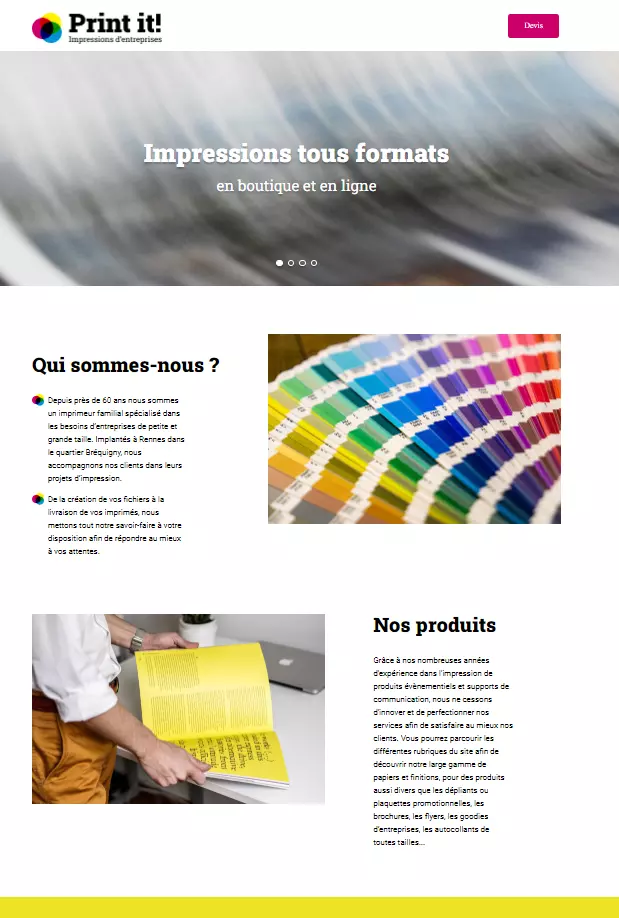 Print it!
Impressions d'entreprises
Devis
Impressions tous formats
en boutique et en ligne
Qui sommes-nous ?
Depuis près de 60 ans nous sommes
un imprimeur familial spécialisé dans
les besoins d'entreprises de petite et
grande taille. Implantés à Rennes dans
le quartier Bréquigny, nous
accompagnons nos clients dans leurs
projets d'impression.
De la création de vos fichiers à la
livraison de vos imprimés, nous
mettons tout notre savoir-faire à votre
disposition afin de répondre au mieux
à vos attentes.
Nos produits
Grâce à nos nombreuses années
d'expérience dans l'impression de
produits évènementiels et supports de
communication, nous ne cessons
d'innover et de perfectionner nos
services afin de satisfaire au mieux nos
clients. Vous pourrez parcourir les
différentes rubriques du site afin de
découvrir notre large gamme de
papiers et finitions, pour des produits
aussi divers que les dépliants ou
plaquettes promotionnelles, les
brochures, les flyers, les goodies
d'entreprises, les autocollants de
toutes tailles...